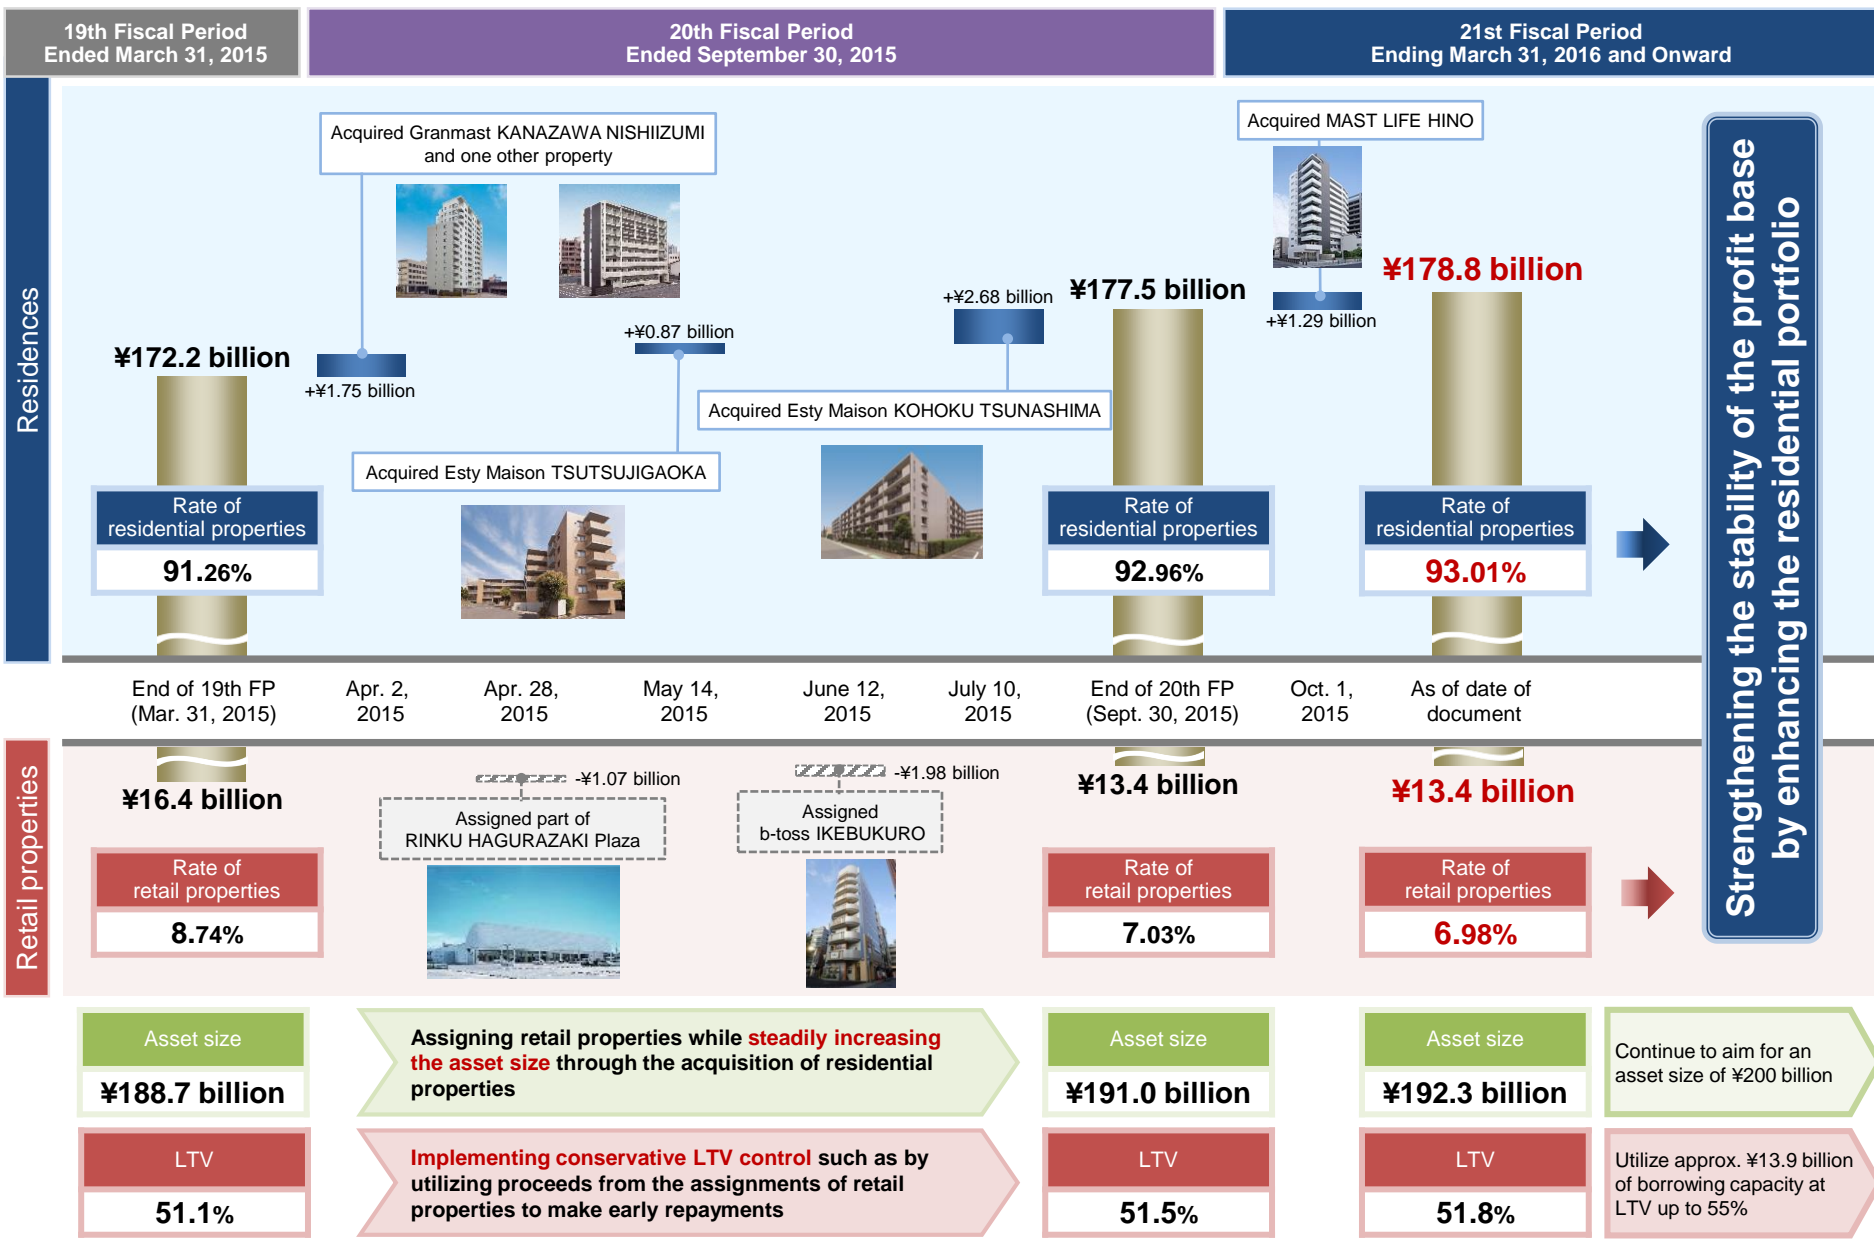 19th Fiscal Period
Ended March 31, 2015
20th Fiscal Period
Ended September 30, 2015
21st Fiscal Period
Ending March 31, 2016 and Onward
Residences
Acquired Granmast KANAZAWA NISHIIZUMI
and one other property
Acquired MAST LIFE HINO
¥172.2 billion
+¥1.75 billion
+¥0.87 billion
+¥2.68 billion
¥177.5 billion
+¥1.29 billion
¥178.8 billion
Acquired Esty Maison TSUTSUJIGAOKA
Acquired Esty Maison KOHOKU TSUNASHIMA
Rate of
residential properties
91.26%
Rate of
residential properties
92.96%
Rate of
residential properties
93.01%
Strengthening the stability of the profit base
by enhancing the residential portfolio
End of 19th FP
(Mar. 31, 2015)
Apr. 2,
2015
Apr. 28,
2015
May 14,
2015
June 12,
2015
July 10,
2015
End of 20th FP
(Sept. 30, 2015)
Oct. 1,
2015
As of date of
document
Retail properties
¥16.4 billion
-¥1.07 billion
Assigned part of
RINKU HAGURAZAKI Plaza
-¥1.98 billion
Assigned
b-toss IKEBUKURO
¥13.4 billion
¥13.4 billion
Rate of
retail properties
8.74%
Rate of
retail properties
7.03%
Rate of
retail properties
6.98%
Asset size
¥188.7 billion
Assigning retail properties while steadily increasing
the asset size through the acquisition of residential
properties
Asset size
¥191.0 billion
Asset size
¥192.3 billion
Continue to aim for an
asset size of ¥200 billion
LTV
51.1%
Implementing conservative LTV control such as by
utilizing proceeds from the assignments of retail
properties to make early repayments
LTV
51.5%
LTV
51.8%
Utilize approx. ¥13.9 billion
of borrowing capacity at
LTV up to 55%